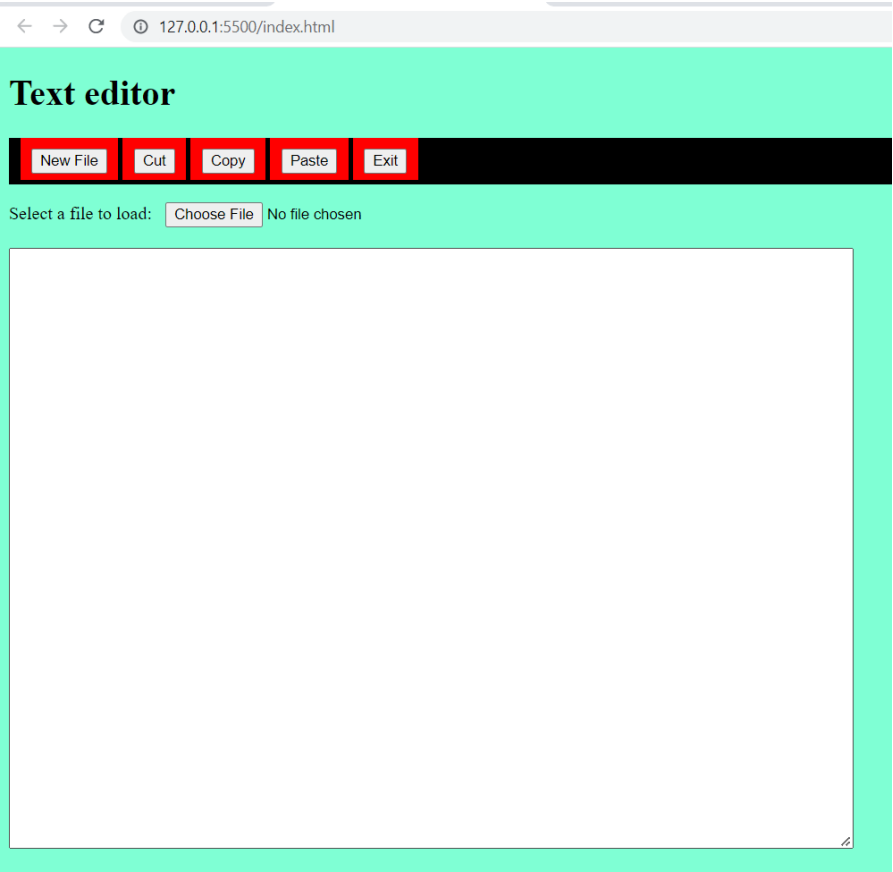 127.0.0.1:5500/index.html
Text editor
New File Cut Copy Paste Exit
Select a file to load: Choose File No file chosen